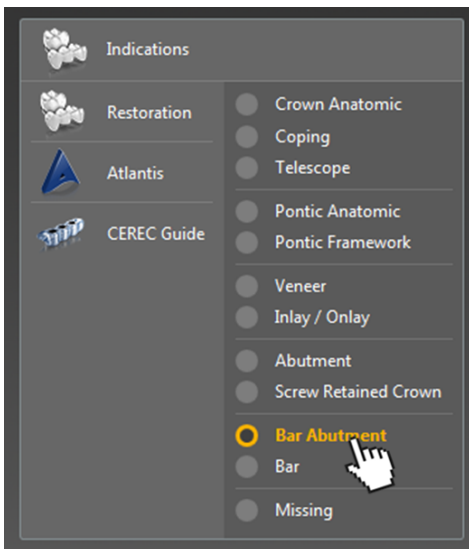 Indications
Restoration
Atlantis
CEREC Guide
Crown Anatomic
Coping
Telescope
Pontic Anatomic
Pontic Framework
Veneer
Inlay / Onlay
Abutment
Screw Retained Crown
Bar Abutment
Bar
Missing